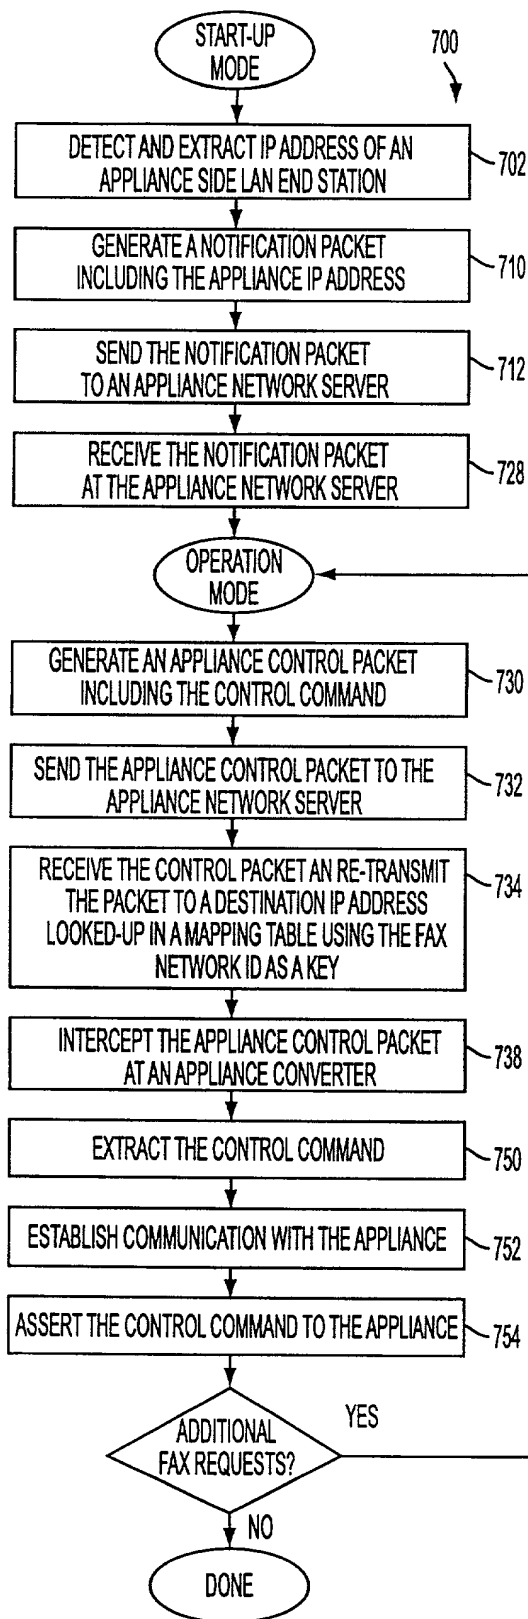 START-UP
MODE
700
DETECT AND EXTRACT IP ADDRESS OF AN
APPLIANCE SIDE LAN END STATION
702
GENERATE A NOTIFICATION PACKET
INCLUDING THE APPLIANCE IP ADDRESS
710
SEND THE NOTIFICATION PACKET
TO AN APPLIANCE NETWORK SERVER
712
RECEIVE THE NOTIFICATION PACKET
AT THE APPLIANCE NETWORK SERVER
728
OPERATION
MODE
GENERATE AN APPLIANCE CONTROL PACKET
INCLUDING THE CONTROL COMMAND
730
SEND THE APPLIANCE CONTROL PACKET TO THE
APPLIANCE NETWORK SERVER
732
RECEIVE THE CONTROL PACKET AN RE-TRANSMIT
THE PACKET TO A DESTINATION IP ADDRESS
LOOKED-UP IN A MAPPING TABLE USING THE FAX
NETWORK ID AS A KEY
734
INTERCEPT THE APPLIANCE CONTROL PACKET
AT AN APPLIANCE CONVERTER
738
EXTRACT THE CONTROL COMMAND
750
ESTABLISH COMMUNICATION WITH THE APPLIANCE
752
ASSERT THE CONTROL COMMAND TO THE APPLIANCE
754
ADDITIONAL
FAX REQUESTS?
YES
NO
DONE